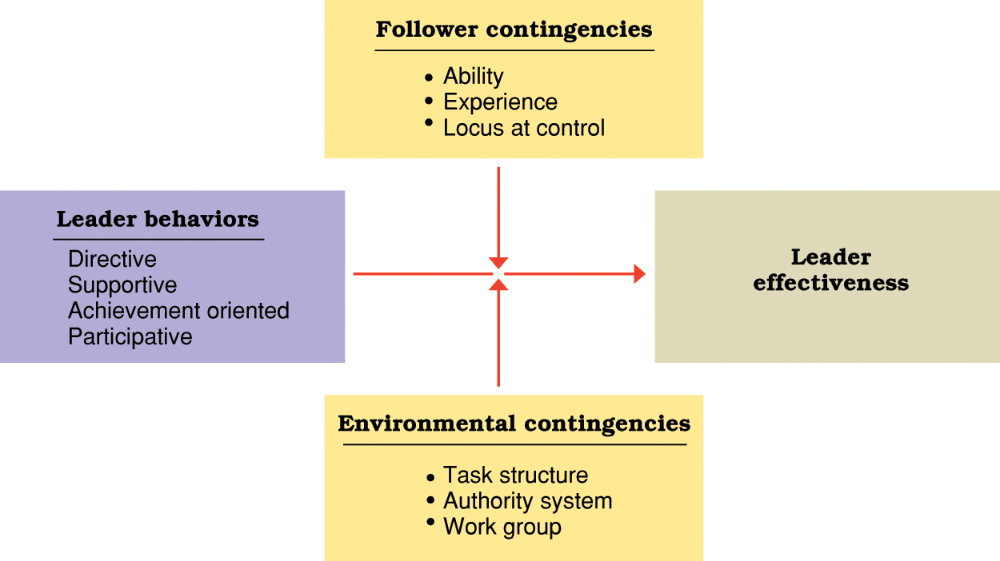 Follower contingencies
• Ability
• Experience
• Locus at control
Leader behaviors
Directive
Supportive
Achievement oriented
Participative
Leader
effectiveness
Environmental contingencies
• Task structure
• Authority system
• Work group